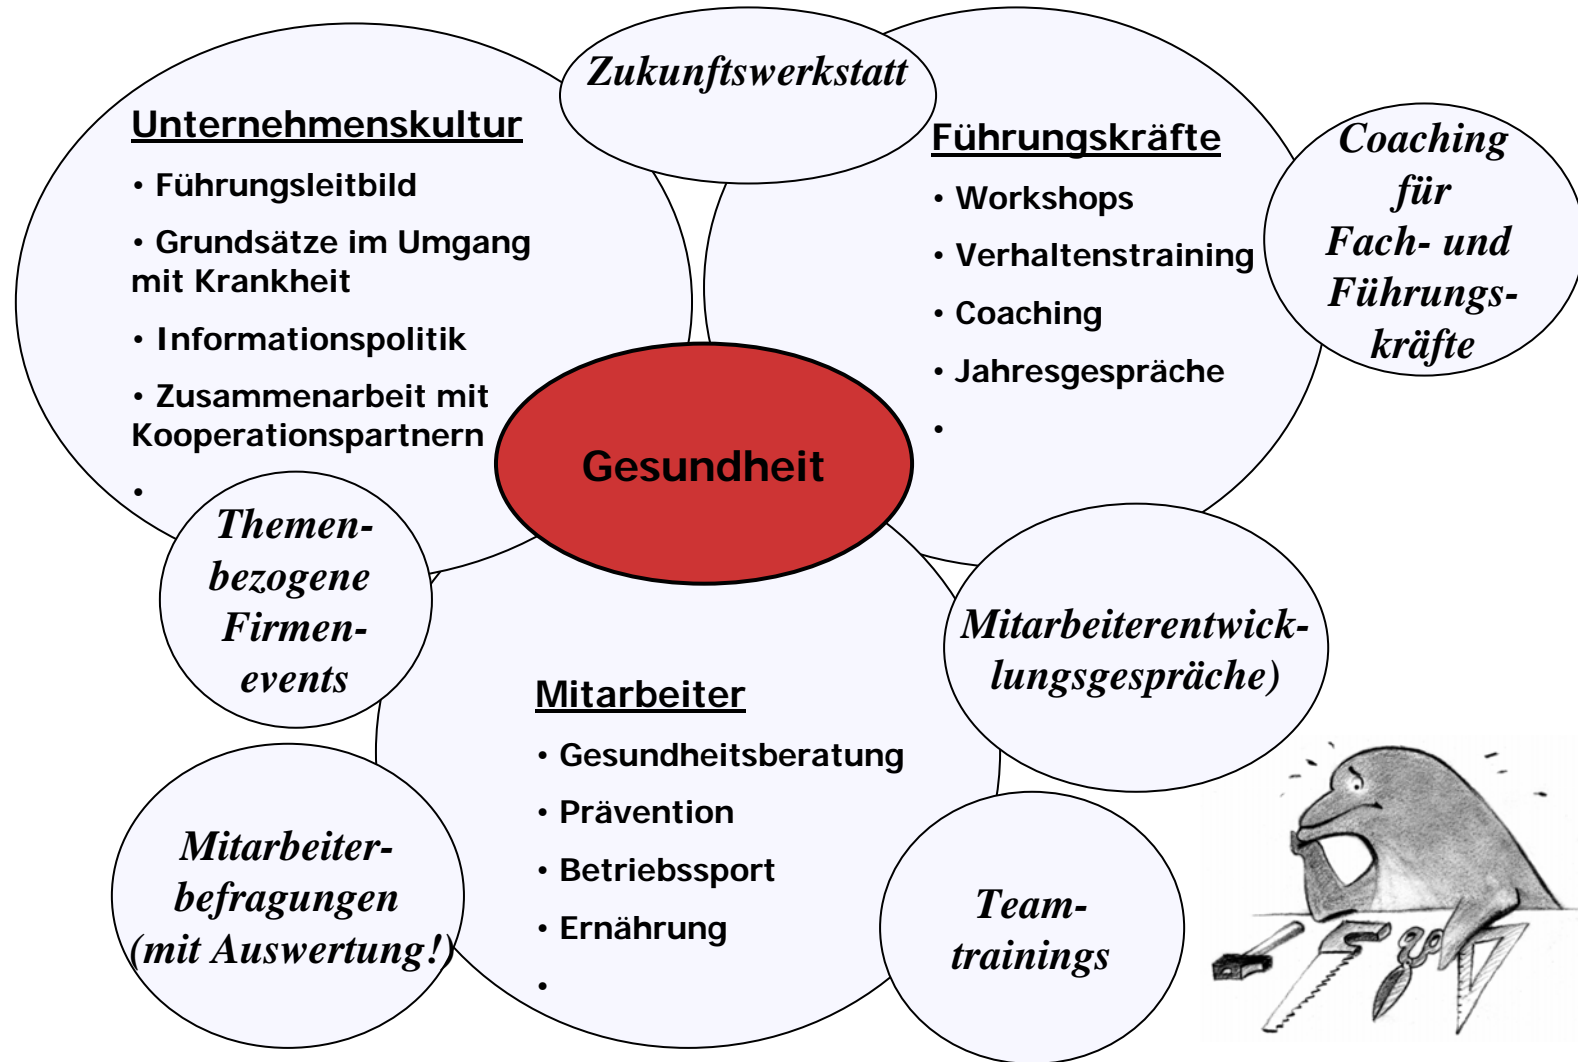 Zukunftswerkstatt
Unternehmenskultur
• Führungsleitbild
• Grundsätze im Umgang
mit Krankheit
• Informationspolitik
• Zusammenarbeit mit
Kooperationspartnern
•
Führungskräfte
• Workshops
• Verhaltenstraining
• Coaching
• Jahresgespräche
•
Coaching
für
Fach- und
Führungs-
kräfte
Gesundheit
Themen-
bezogene
Firmen-
events
Mitarbeiterentwick-
lungsgespräche)
Mitarbeiter
• Gesundheitsberatung
• Prävention
• Betriebssport
• Ernährung
•
Mitarbeiter-
befragungen
(mit Auswertung!)
Team-
trainings